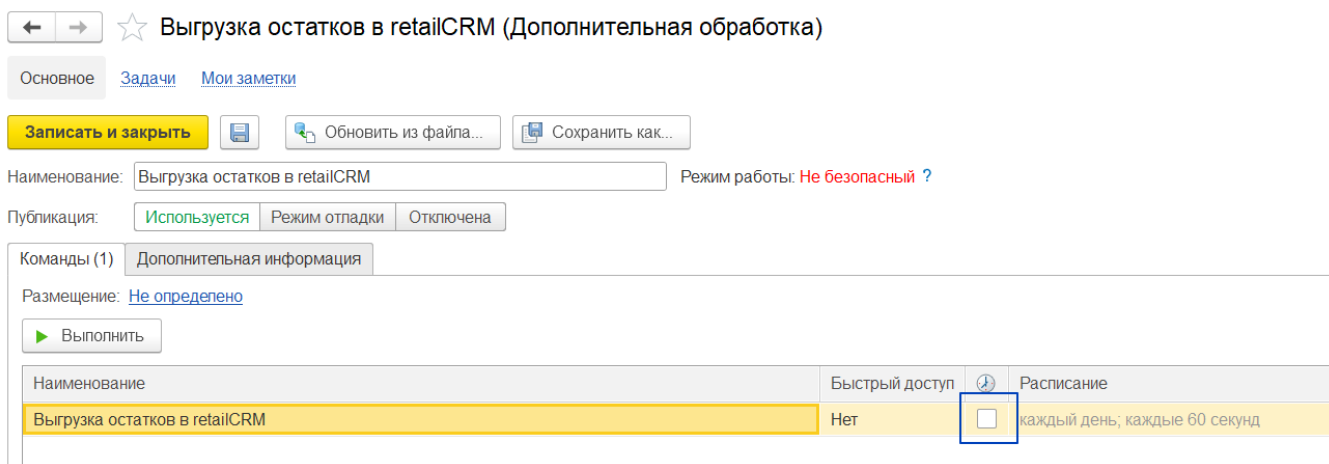 Выгрузка остатков в retailCRM (Дополнительная обработка)
Основное Задачи Мои заметки
Записать и закрыть Обновить из файла... Сохранить как...
Наименование: Выгрузка остатков в retailCRM Режим работы: Не безопасный ?
Публикация: Используется Режим отладки Отключена
Команды (1) Дополнительная информация
Размещение: Не определено
Выполнить
Наименование Быстрый доступ Расписание
Выгрузка остатков в retailCRM Нет каждый день; каждые 60 секунд